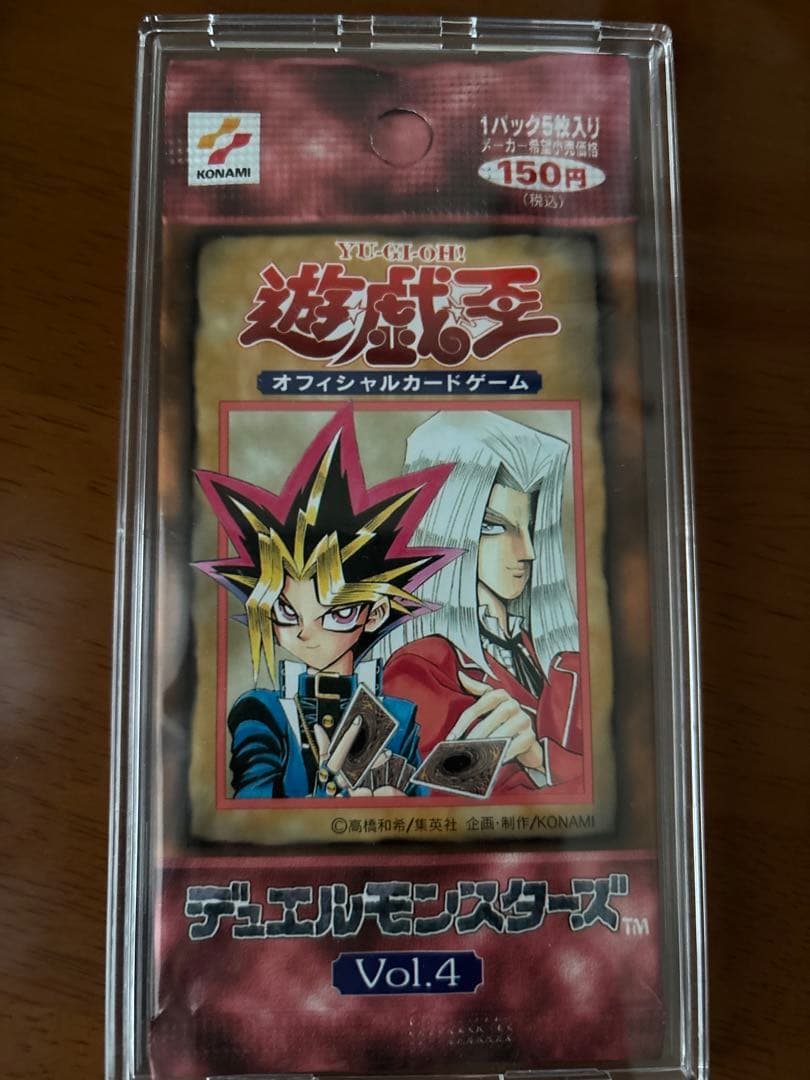 KONAMI
1パック5枚入り
メーカー希望小売価格
150円
(税込)
YU-GI-OH!
遊☆戯☆王
オフィシャルカードゲーム
©高橋和希/集英社 企画・制作/KONAMI
デュエルモンスターズ™
Vol.4